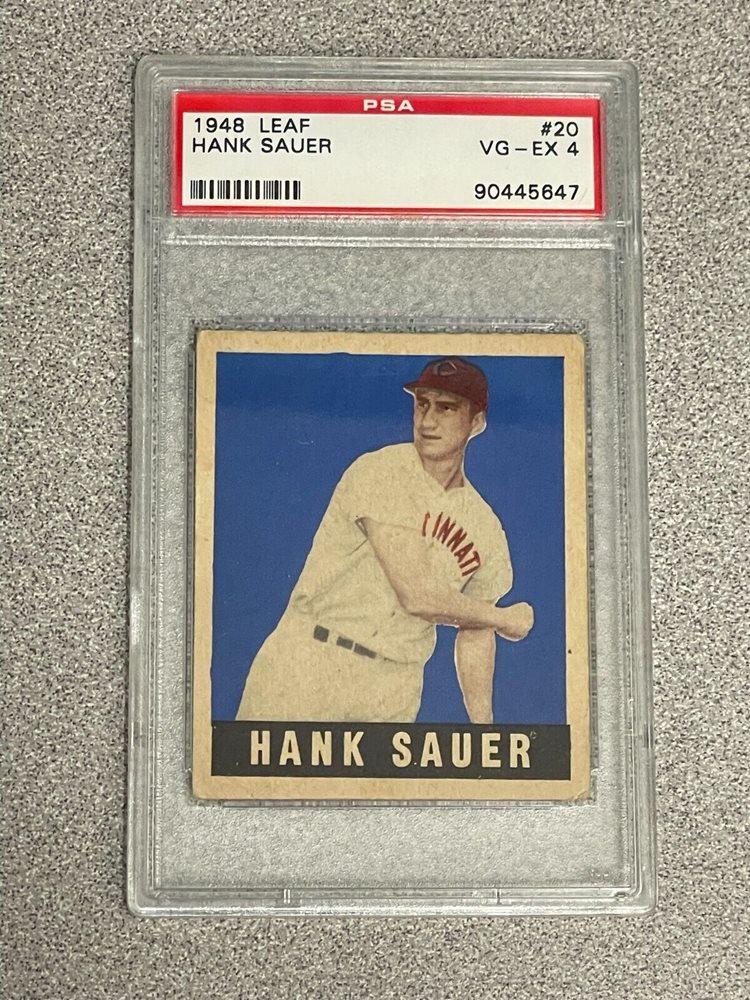 PSA
1948 LEAF #20
HANK SAUER VG-EX 4
90445647
C
CINNATI
HANK SAUER